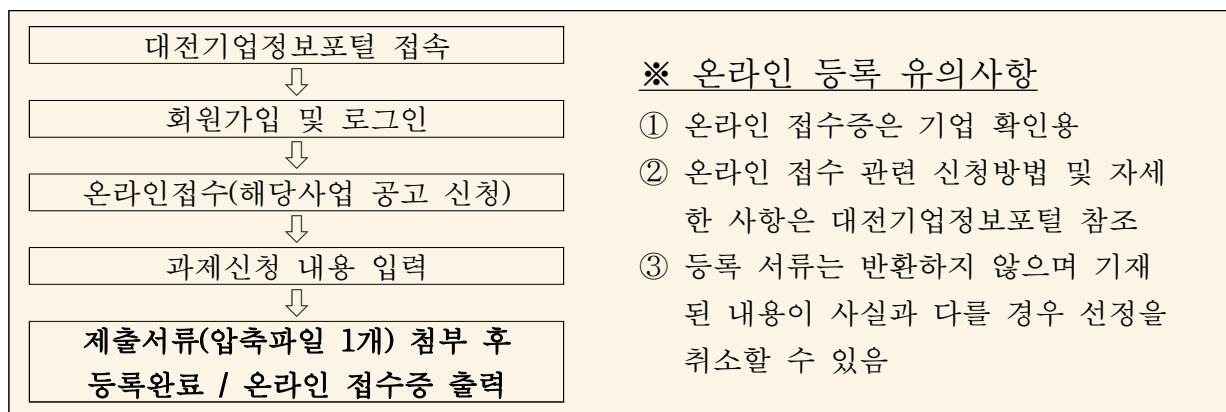 대전기업정보포털 접속
⇩
회원가입 및 로그인
⇩
온라인접수(해당사업 공고 신청)
⇩
과제신청 내용 입력
⇩
제출서류(압축파일 1개) 첨부 후
등록완료 / 온라인 접수증 출력
※ 온라인 등록 유의사항
① 온라인 접수증은 기업 확인용
② 온라인 접수 관련 신청방법 및 자세
한 사항은 대전기업정보포털 참조
③ 등록 서류는 반환하지 않으며 기재
된 내용이 사실과 다를 경우 선정을
취소할 수 있음